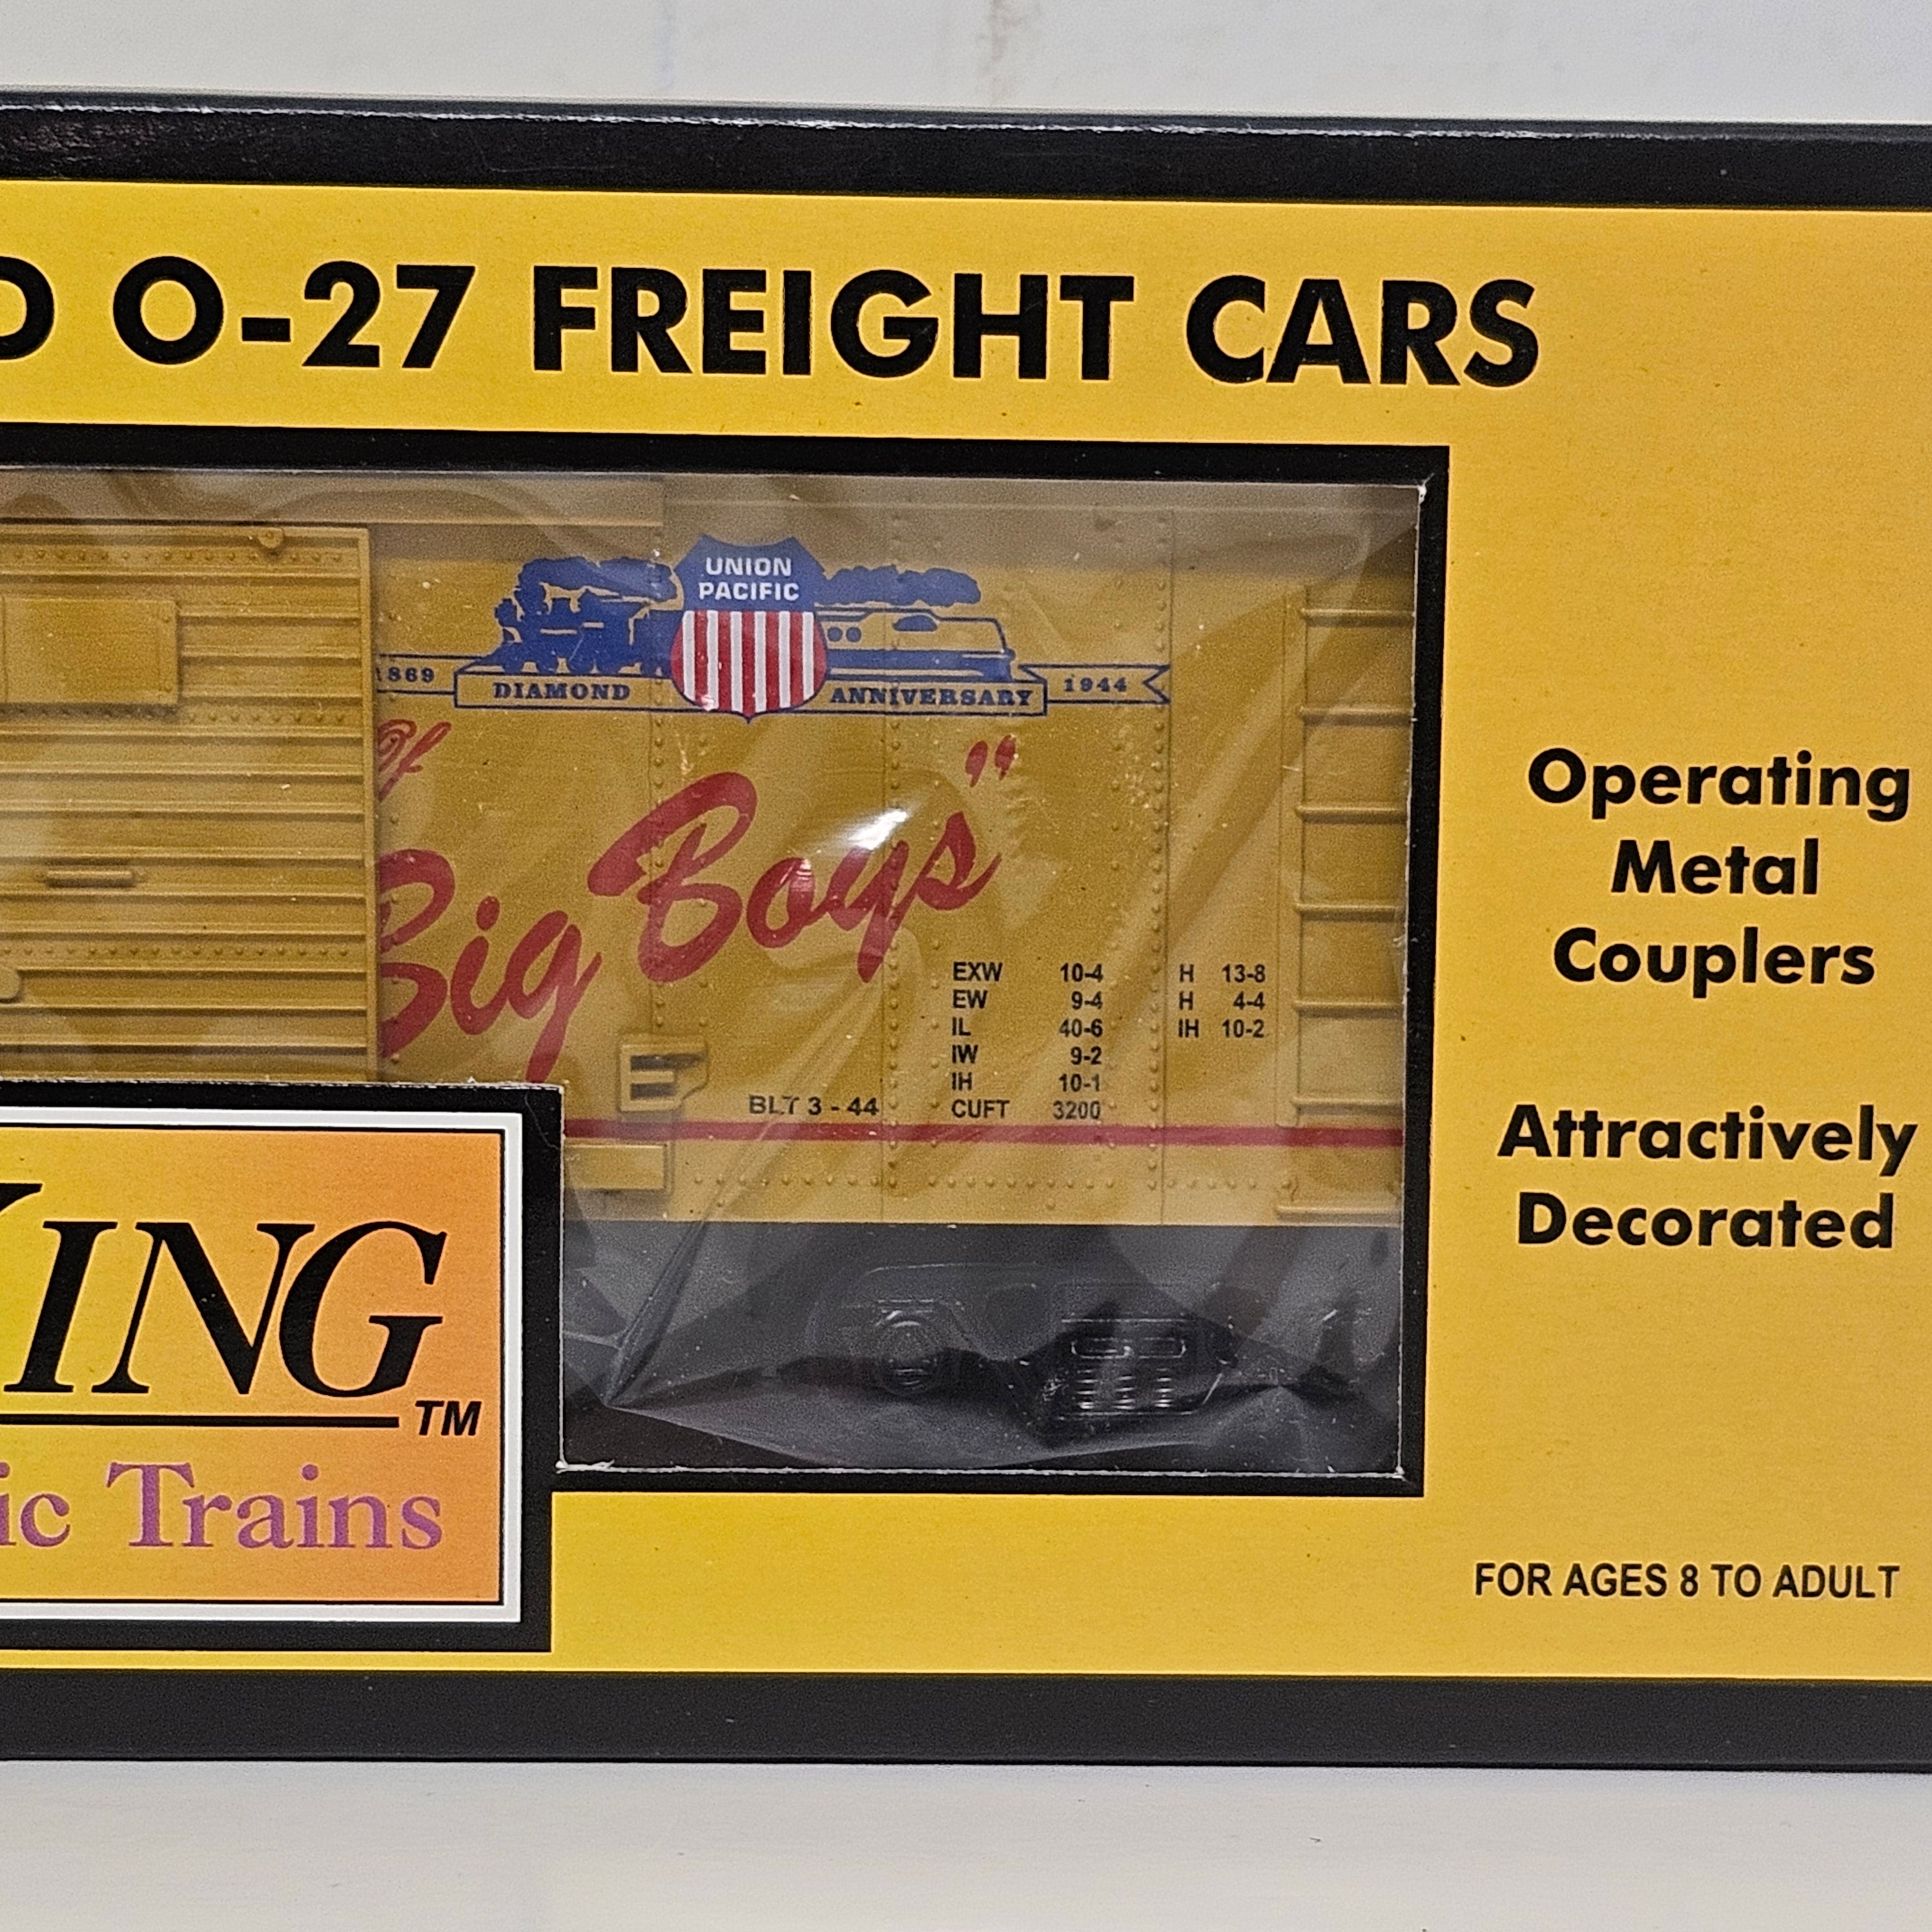 D O-27 FREIGHT CARS
UNION
PACIFIC
1869 DIAMOND ANNIVERSARY 1944
of
Big Boys"
EXW 10-4 H 13-8
EW 9-4 H 4-4
IL 40-6 IH 10-2
IW 9-2
IH 10-1
BLT 3 - 44 CUFT 3200
Operating
Metal
Couplers
Attractively
Decorated
KING TM
ic Trains
FOR AGES 8 TO ADULT